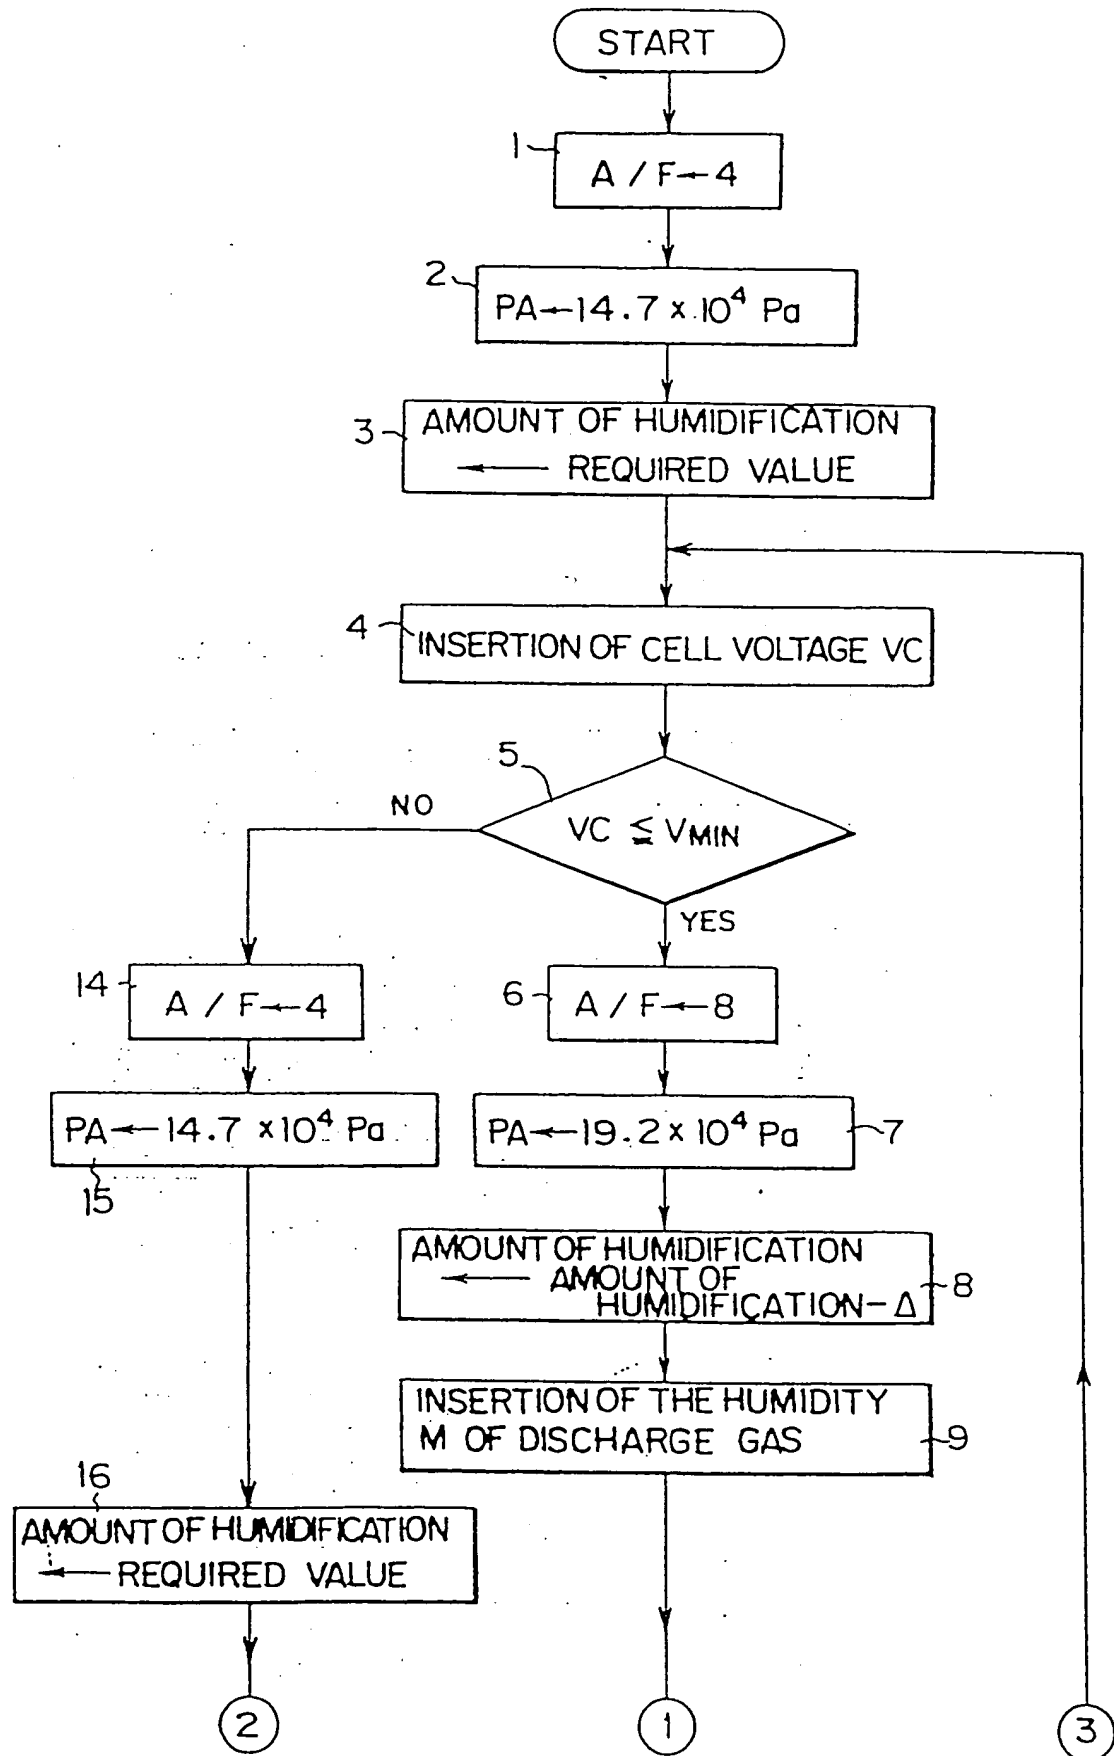 START
1
A / F ← 4
2
PA ← 14.7 × 10⁴ Pa
3
AMOUNT OF HUMIDIFICATION
← REQUIRED VALUE
4
INSERTION OF CELL VOLTAGE VC
5
NO
VC ≦ VMIN
YES
14
A / F ← 4
6
A / F ← 8
PA ← 14.7 × 10⁴ Pa
15
PA ← 19.2 × 10⁴ Pa
7
AMOUNT OF HUMIDIFICATION
← AMOUNT OF
HUMIDIFICATION - Δ
8
INSERTION OF THE HUMIDITY
M OF DISCHARGE GAS
9
16
AMOUNT OF HUMIDIFICATION
← REQUIRED VALUE
2
1
3